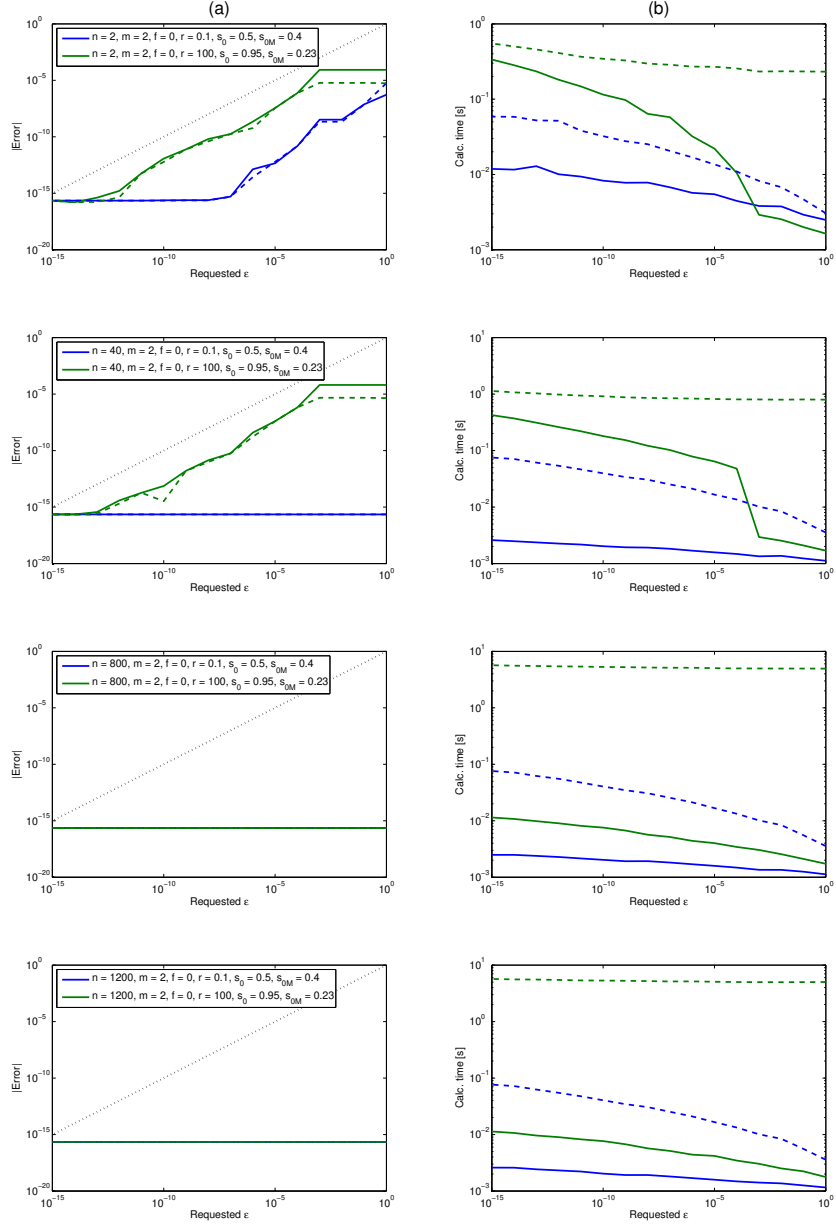 (a)
(b)
10^0
10^−5
10^−10
10^−15
10^−20
|Error|
n = 2, m = 2, f = 0, r = 0.1, s_0 = 0.5, s_0M = 0.4
n = 2, m = 2, f = 0, r = 100, s_0 = 0.95, s_0M = 0.23
10^−15 10^−10 10^−5 10^0
Requested ε
10^0
10^−1
10^−2
10^−3
Calc. time [s]
10^−15 10^−10 10^−5 10^0
Requested ε
10^0
10^−5
10^−10
10^−15
10^−20
|Error|
n = 40, m = 2, f = 0, r = 0.1, s_0 = 0.5, s_0M = 0.4
n = 40, m = 2, f = 0, r = 100, s_0 = 0.95, s_0M = 0.23
10^−15 10^−10 10^−5 10^0
Requested ε
10^1
10^0
10^−1
10^−2
10^−3
Calc. time [s]
10^−15 10^−10 10^−5 10^0
Requested ε
10^0
10^−5
10^−10
10^−15
10^−20
|Error|
n = 800, m = 2, f = 0, r = 0.1, s_0 = 0.5, s_0M = 0.4
n = 800, m = 2, f = 0, r = 100, s_0 = 0.95, s_0M = 0.23
10^−15 10^−10 10^−5 10^0
Requested ε
10^1
10^0
10^−1
10^−2
10^−3
Calc. time [s]
10^−15 10^−10 10^−5 10^0
Requested ε
10^0
10^−5
10^−10
10^−15
10^−20
|Error|
n = 1200, m = 2, f = 0, r = 0.1, s_0 = 0.5, s_0M = 0.4
n = 1200, m = 2, f = 0, r = 100, s_0 = 0.95, s_0M = 0.23
10^−15 10^−10 10^−5 10^0
Requested ε
10^1
10^0
10^−1
10^−2
10^−3
Calc. time [s]
10^−15 10^−10 10^−5 10^0
Requested ε